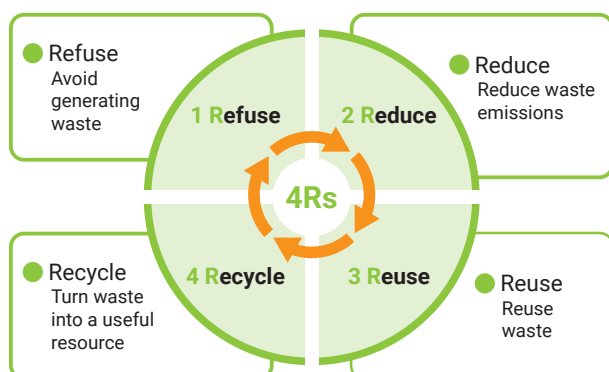 Refuse
Avoid
generating
waste
Reduce
Reduce waste
emissions
1 Refuse
2 Reduce
4Rs
4 Recycle
3 Reuse
Recycle
Turn waste
into a useful
resource
Reuse
Reuse
waste